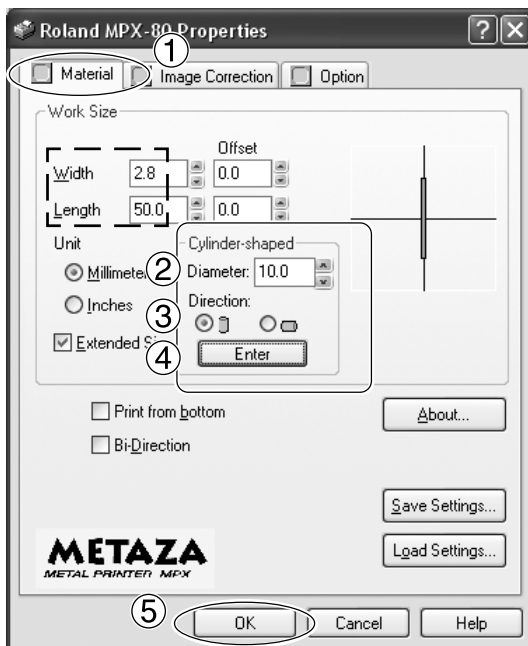 Roland MPX-80 Properties
①
Material Image Correction Option
Work Size
Offset
Width 2.8 0.0
Length 50.0 0.0
Unit Cylinder-shaped
Millimeter ② Diameter: 10.0
Inches ③ Direction:
Extended S ④ Enter
Print from bottom About...
Bi-Direction
Save Settings...
METAZA Load Settings...
METAL PRINTER MPX
⑤ OK Cancel Help